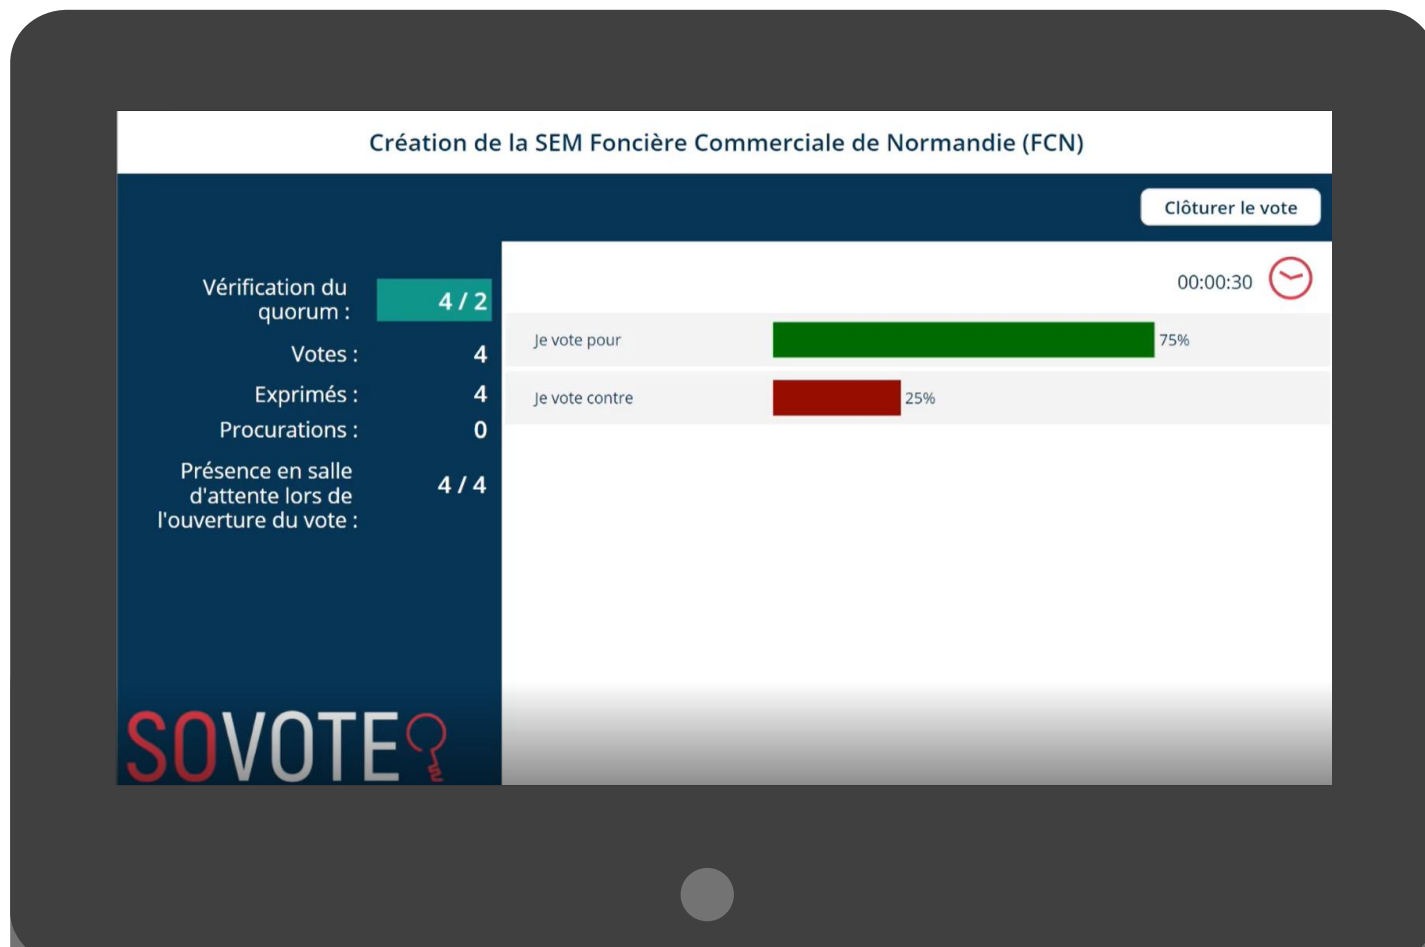 Création de la SEM Foncière Commerciale de Normandie (FCN)
Clôturer le vote
Vérification du
quorum :
4 / 2
Votes :
4
Exprimés :
4
Procurations :
0
Présence en salle
d'attente lors de
l'ouverture du vote :
4 / 4
00:00:30
Je vote pour
75%
Je vote contre
25%
SOVOTE